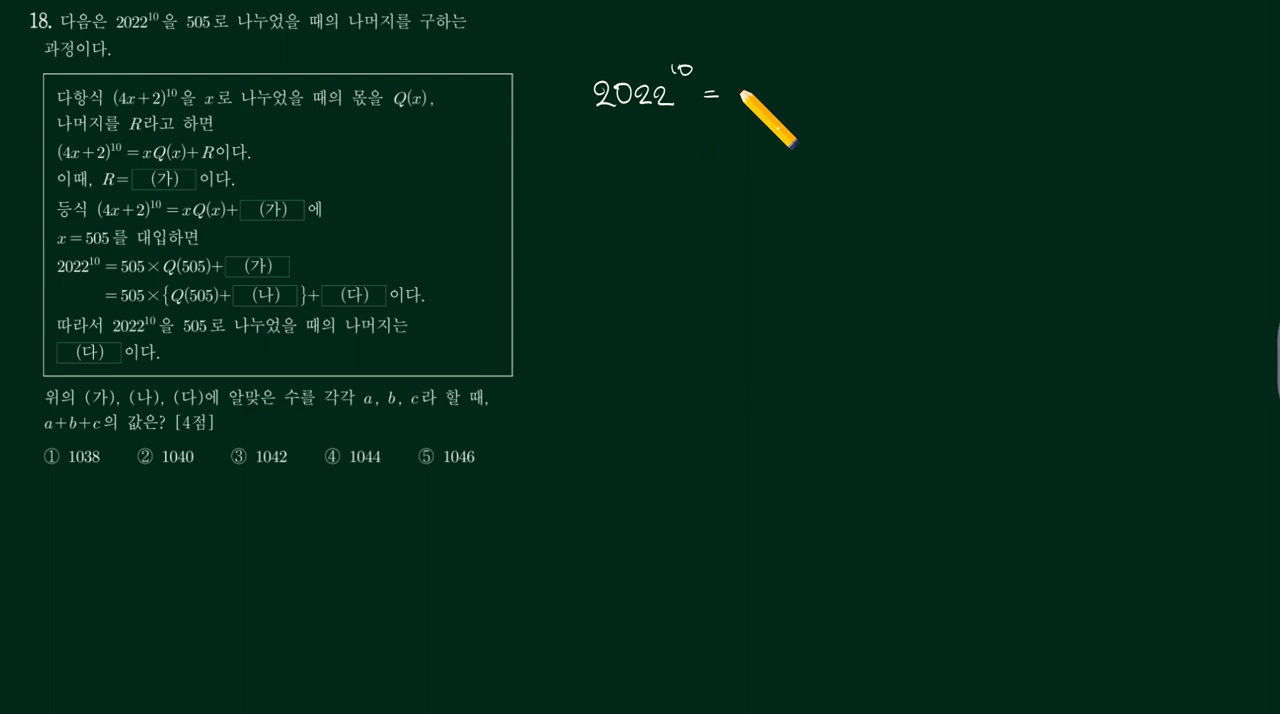 18. 다음은 2022¹⁰을 505로 나누었을 때의 나머지를 구하는
과정이다.
다항식 (4x+2)¹⁰을 x로 나누었을 때의 몫을 Q(x),
나머지를 R라고 하면
(4x+2)¹⁰=xQ(x)+R이다.
이때, R= (가) 이다.
등식 (4x+2)¹⁰=xQ(x)+ (가) 에
x=505를 대입하면
2022¹⁰=505×Q(505)+ (가)
=505×{Q(505)+ (나) }+ (다) 이다.
따라서 2022¹⁰을 505로 나누었을 때의 나머지는
(다) 이다.
위의 (가), (나), (다)에 알맞은 수를 각각 a, b, c라 할 때,
a+b+c의 값은? [4점]
① 1038 ② 1040 ③ 1042 ④ 1044 ⑤ 1046
2022¹⁰ =